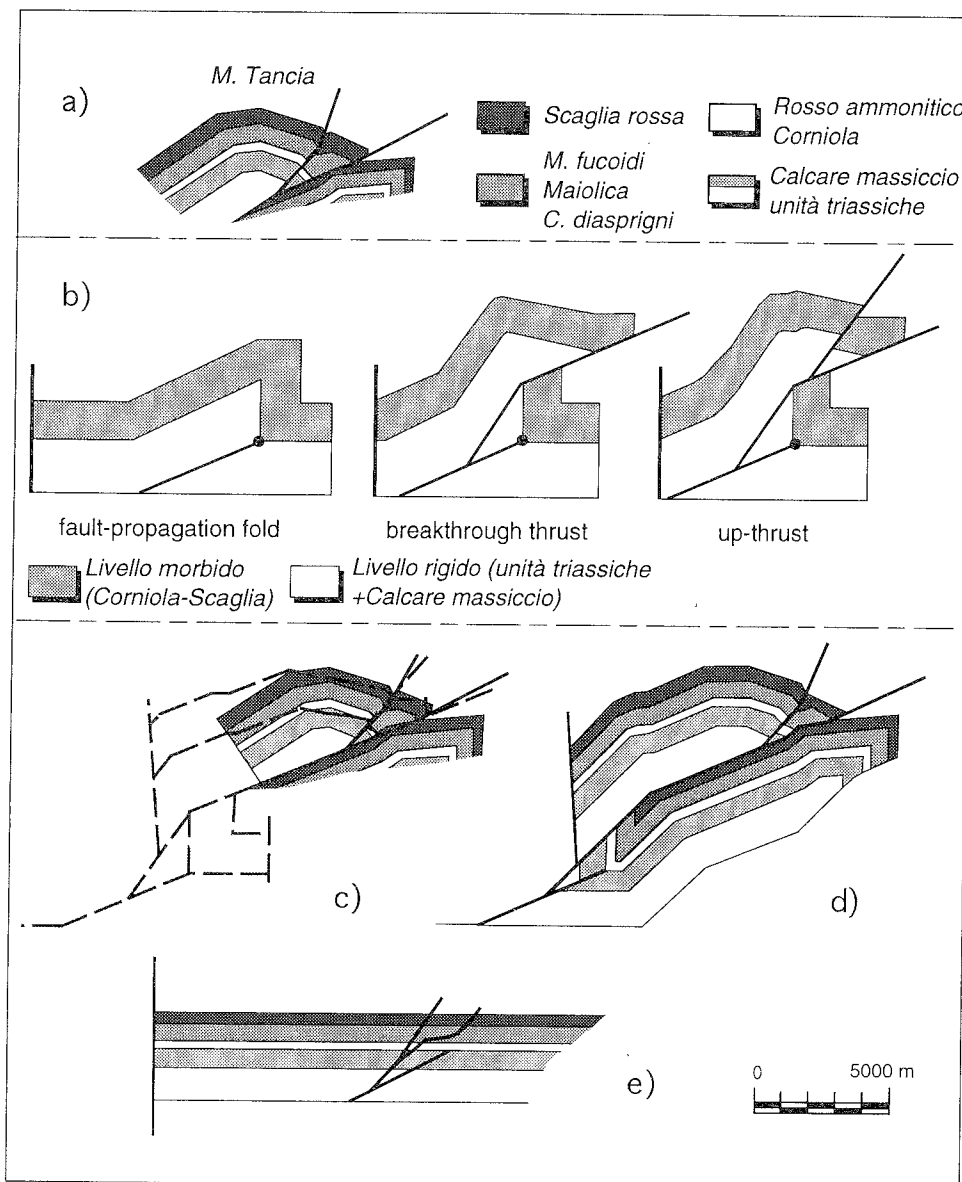 a)
M. Tancia
Scaglia rossa
M. fucoidi
Maiolica
C. diasprigni
Rosso ammonitico
Corniola
Calcare massiccio
unità triassiche
b)
fault-propagation fold
breakthrough thrust
up-thrust
Livello morbido
(Corniola-Scaglia)
Livello rigido (unità triassiche
+Calcare massiccio)
c)
d)
e)
0 5000 m